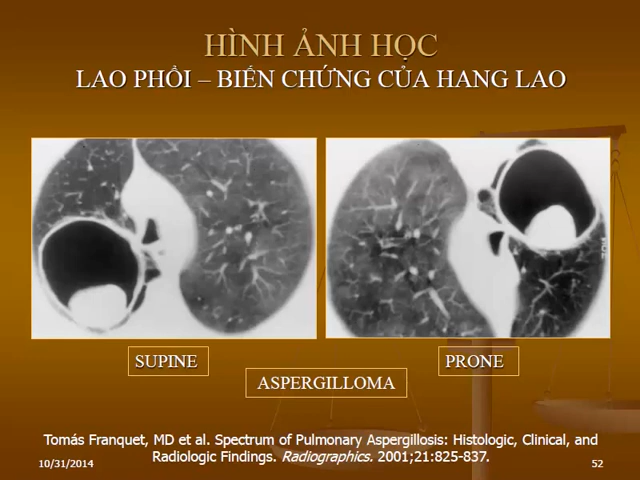 HÌNH ẢNH HỌC
LAO PHỔI – BIẾN CHỨNG CỦA HANG LAO
SUPINE
PRONE
ASPERGILLOMA
Tomás Franquet, MD et al. Spectrum of Pulmonary Aspergillosis: Histologic, Clinical, and
Radiologic Findings. Radiographics. 2001;21:825-837.
10/31/2014
52